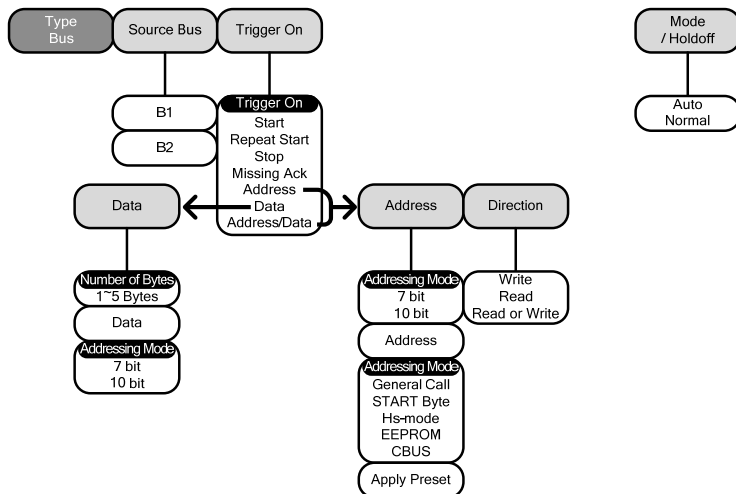 Type
Bus
Source Bus
Trigger On
Mode
/ Holdoff
B1
B2
Trigger On
Start
Repeat Start
Stop
Missing Ack
Address
Data
Address/Data
Auto
Normal
Data
Number of Bytes
1~5 Bytes
Data
Addressing Mode
7 bit
10 bit
Address
Direction
Addressing Mode
7 bit
10 bit
Address
Addressing Mode
General Call
START Byte
Hs-mode
EEPROM
CBUS
Apply Preset
Write
Read
Read or Write